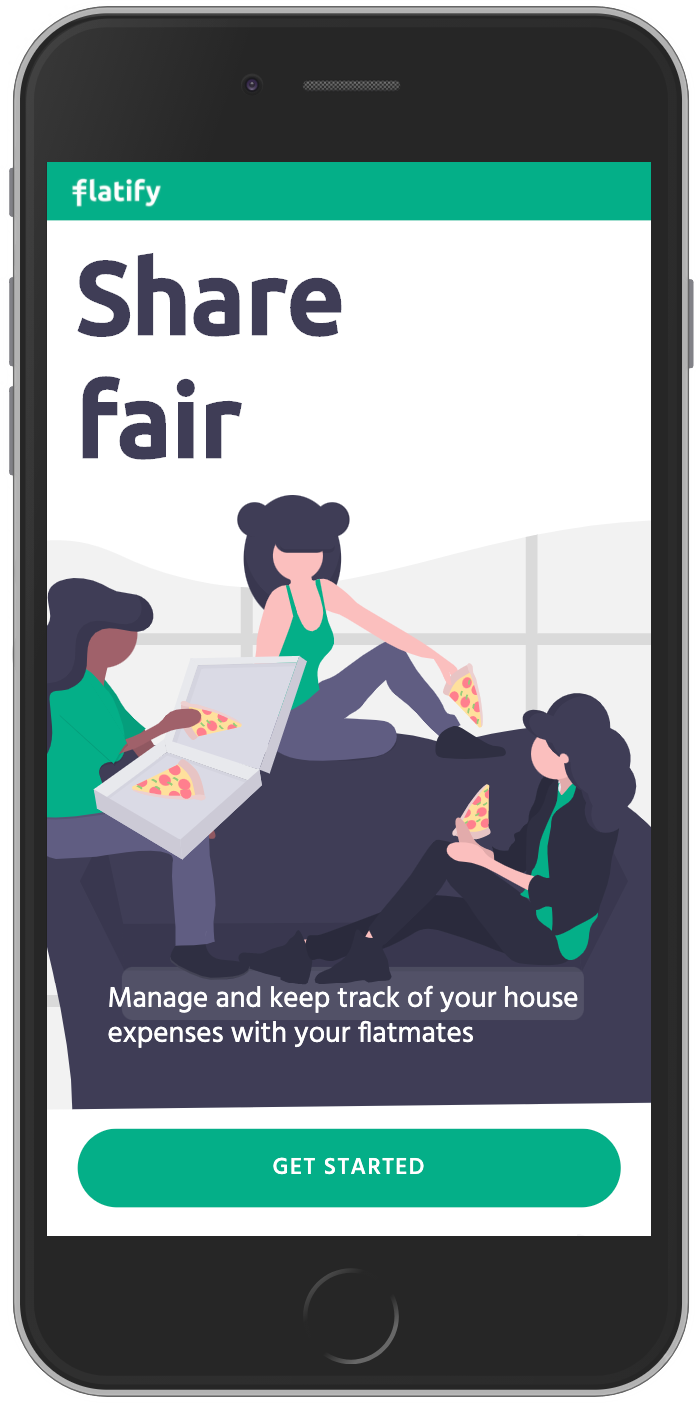 flatify
Share
fair
Manage and keep track of your house
expenses with your flatmates
GET STARTED